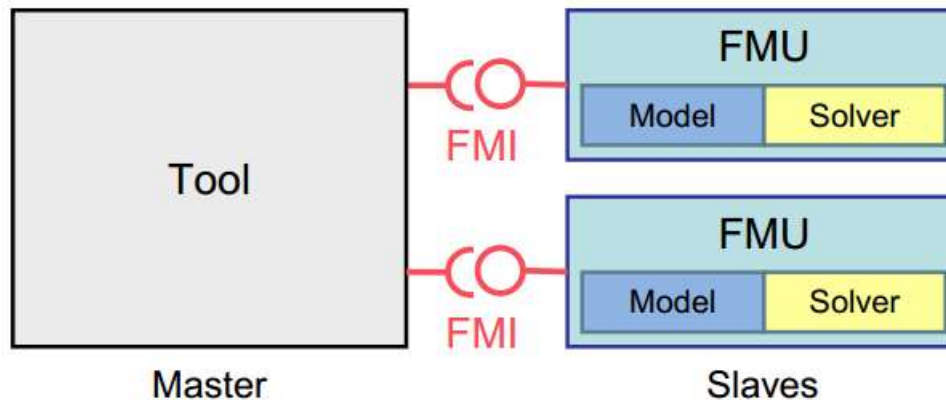 FMU
Model Solver
FMI
Tool
FMU
Model Solver
FMI
Master Slaves